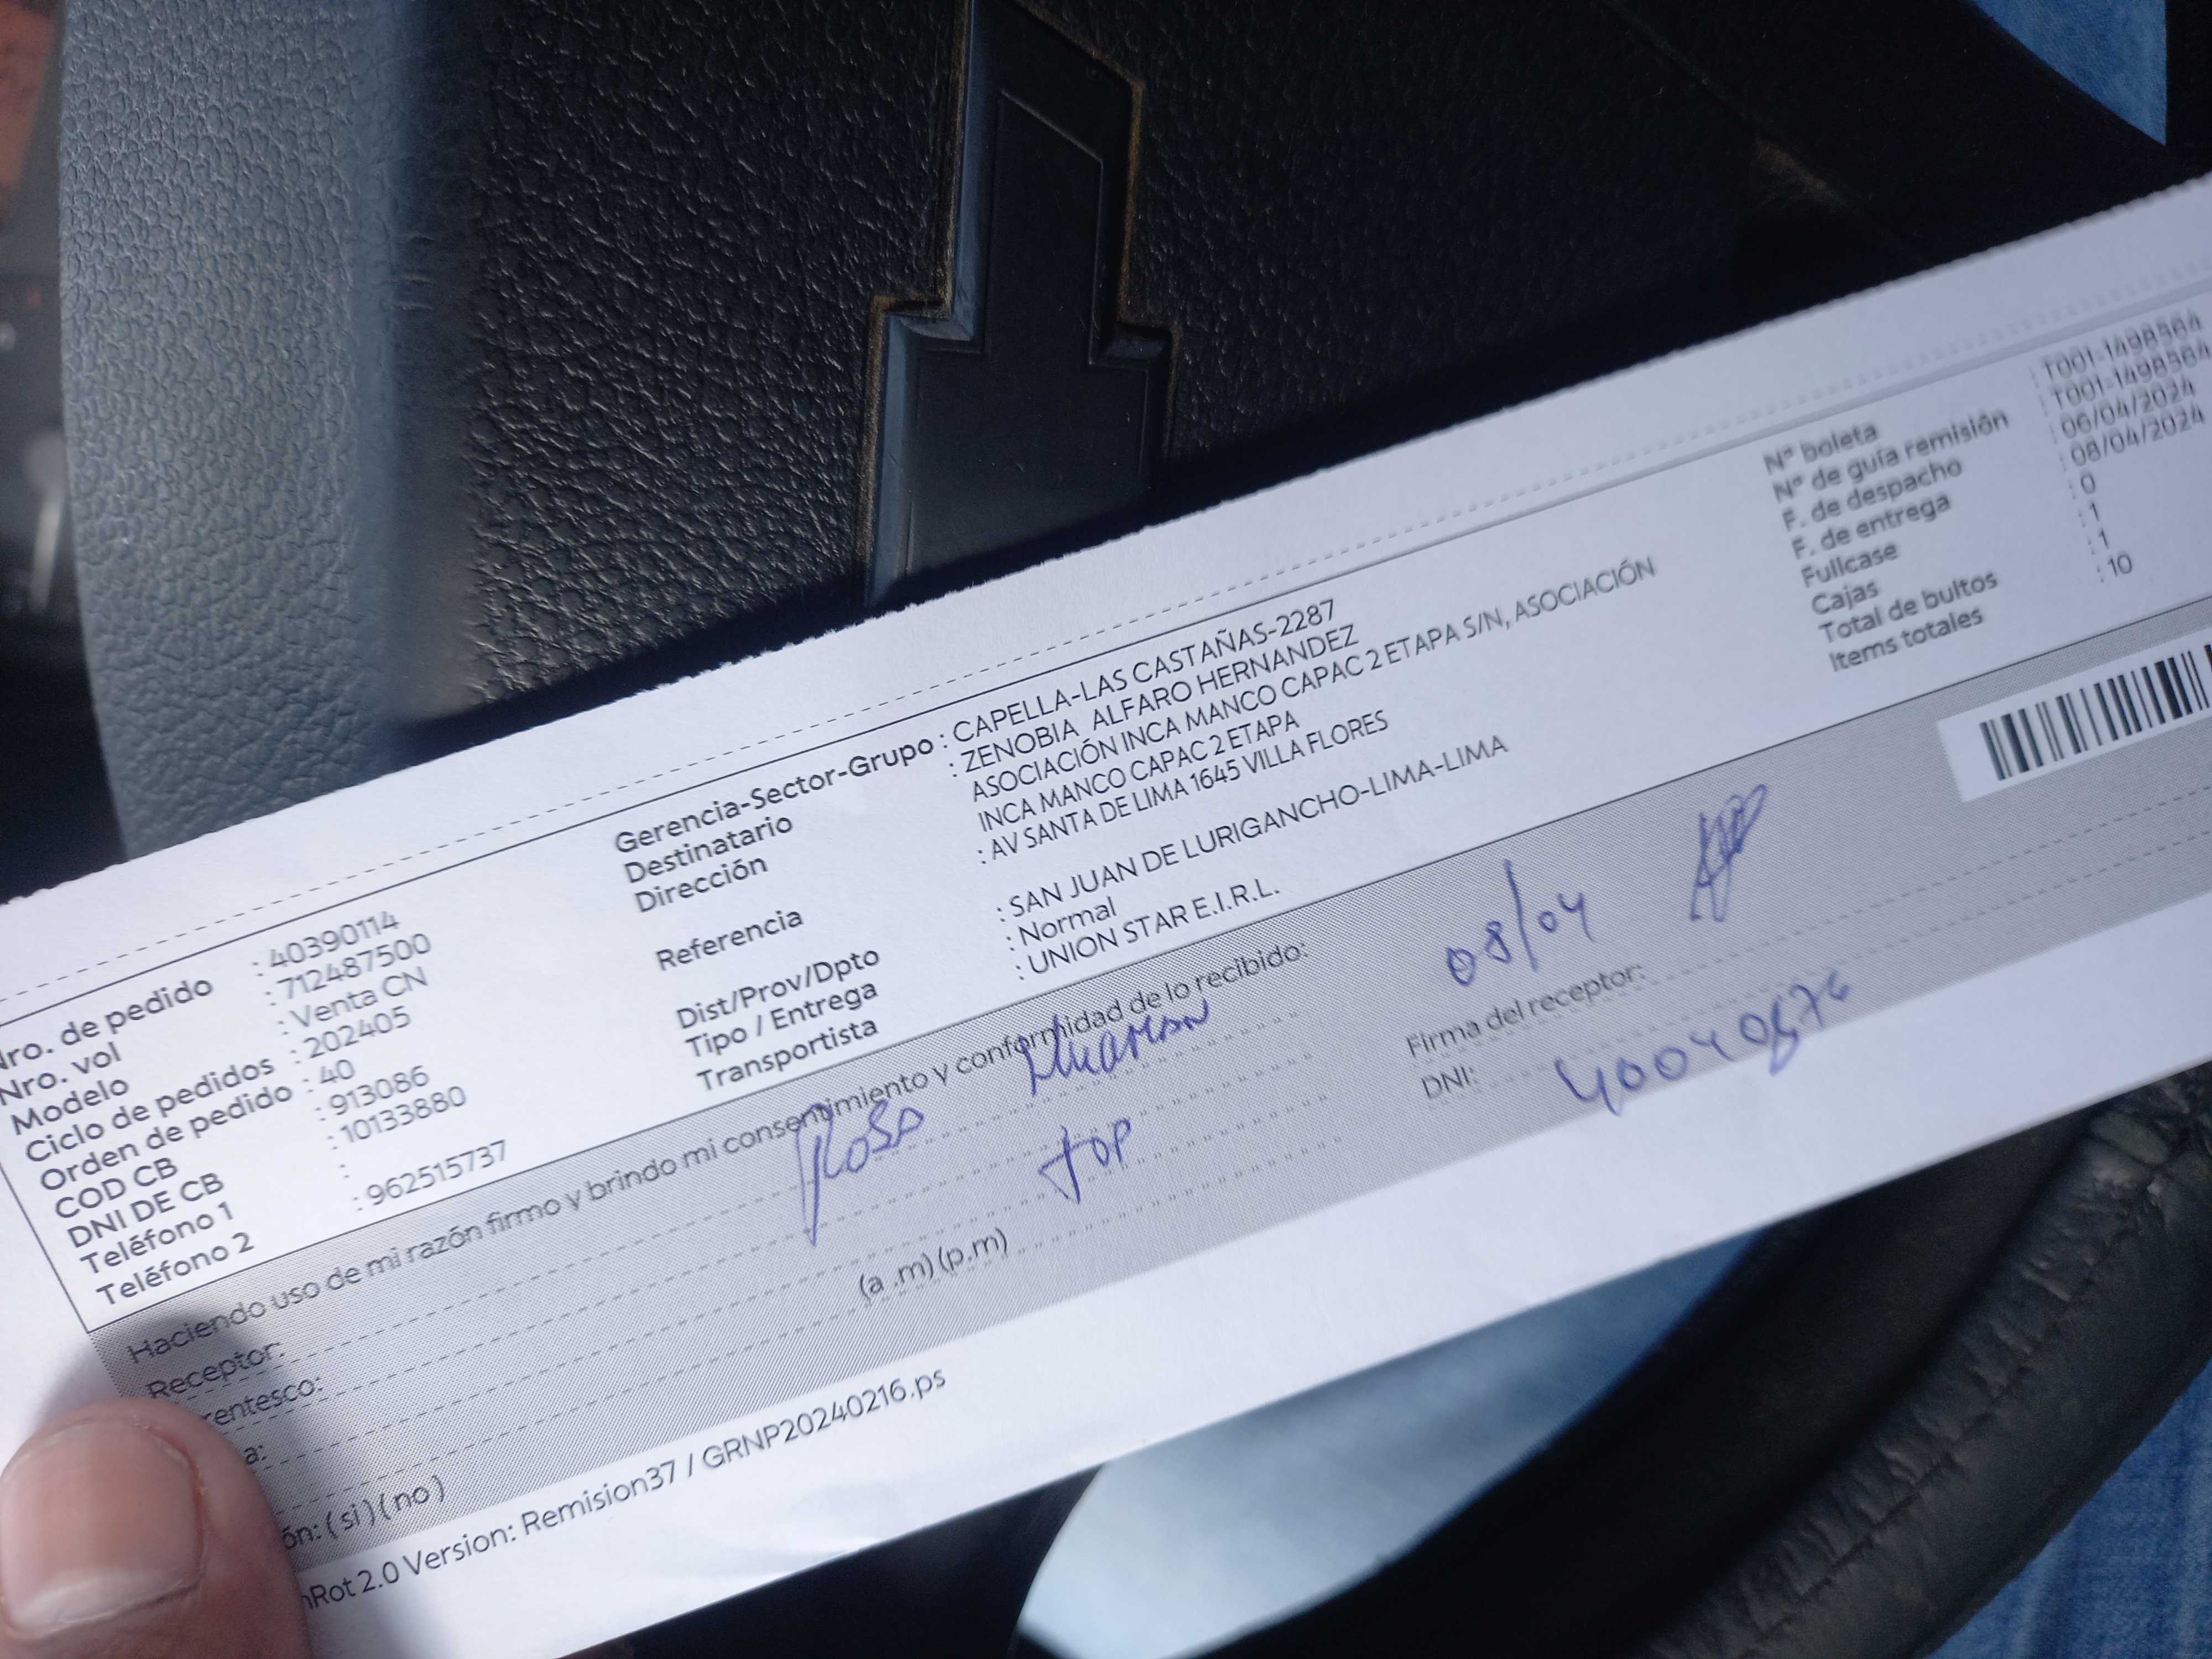 Nro. de pedido : 40390114
Nro. vol : 712487500
Modelo : Venta CN
Ciclo de pedidos : 202405
Orden de pedido : 40
COD CB : 913086
DNI DE CB : 10133880
Teléfono 1 :
Teléfono 2 : 962515737
Gerencia-Sector-Grupo : CAPELLA-LAS CASTAÑAS-2287
Destinatario : ZENOBIA ALFARO HERNANDEZ
Dirección ASOCIACIÓN INCA MANCO CAPAC 2 ETAPA S/N, ASOCIACIÓN
INCA MANCO CAPAC 2 ETAPA
Referencia : AV SANTA DE LIMA 1645 VILLA FLORES
Dist/Prov/Dpto : SAN JUAN DE LURIGANCHO-LIMA-LIMA
Tipo / Entrega : Normal
Transportista : UNION STAR E.I.R.L.
N° boleta : T001-1498564
N° de guía remisión : T001-1498564
F. de despacho : 06/04/2024
F. de entrega : 08/04/2024
Fullcase : 0
Cajas : 1
Total de bultos : 1
Items totales : 10
Haciendo uso de mi razón firmo y brindo mi consentimiento y conformidad de lo recibido:
Receptor: Rosa Huaman
rentesco: top
a: (a .m) (p.m)
ón: ( si ) ( no )
08/04
Firma del receptor:
DNI:
nRot 2.0 Version: Remision37 / GRNP20240216.ps